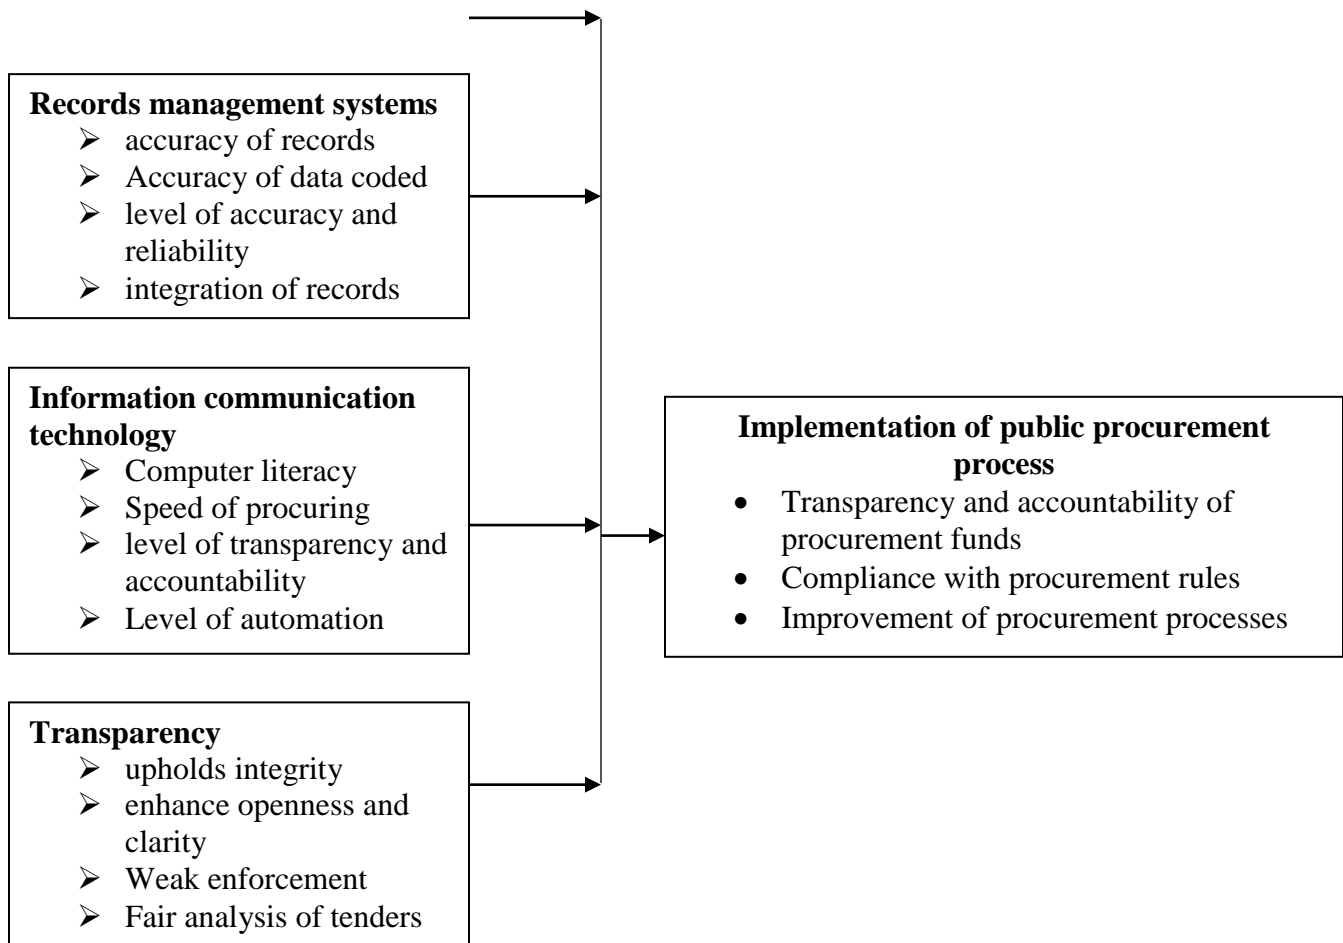 Records management systems
➢ accuracy of records
➢ Accuracy of data coded
➢ level of accuracy and
reliability
➢ integration of records
Information communication
technology
➢ Computer literacy
➢ Speed of procuring
➢ level of transparency and
accountability
➢ Level of automation
Transparency
➢ upholds integrity
➢ enhance openness and
clarity
➢ Weak enforcement
➢ Fair analysis of tenders
Implementation of public procurement
process
• Transparency and accountability of
procurement funds
• Compliance with procurement rules
• Improvement of procurement processes